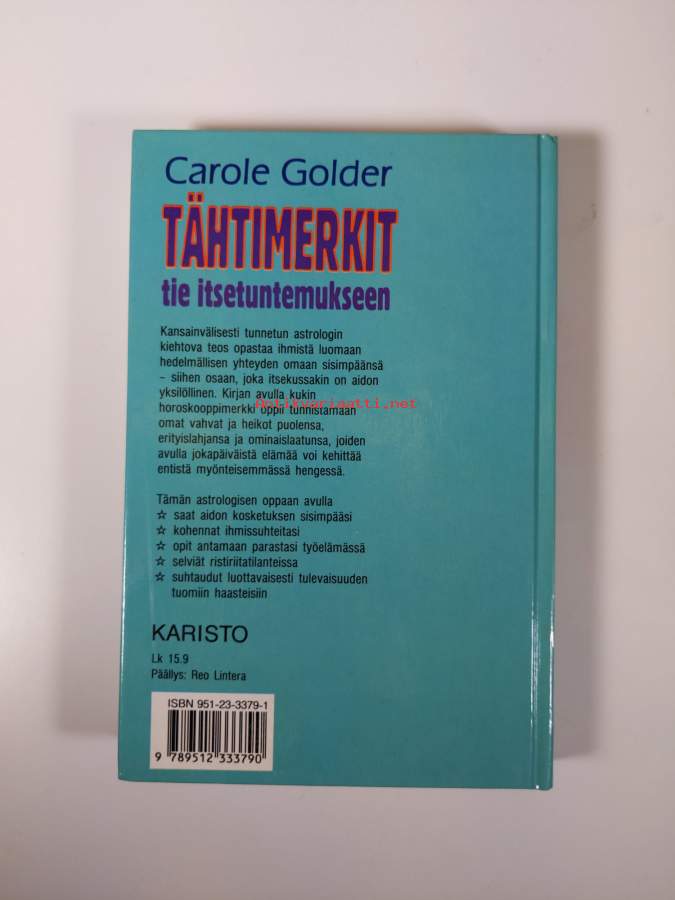 Carole Golder
TÄHTIMERKIT
tie itsetuntemukseen
Kansainvälisesti tunnetun astrologin
kiehtova teos opastaa ihmistä luomaan
hedelmällisen yhteyden omaan sisimpäänsä
– siihen osaan, joka itsekussakin on aidon
yksilöllinen. Kirjan avulla kukin
Antikvariaatti.net
horoskooppimerkki oppii tunnistamaan
omat vahvat ja heikot puolensa,
erityislahjansa ja ominaislaatunsa, joiden
avulla jokapäiväistä elämää voi kehittää
entistä myönteisemmässä hengessä.
Tämän astrologisen oppaan avulla
☆ saat aidon kosketuksen sisimpääsi
☆ kohennat ihmissuhteitasi
☆ opit antamaan parastasi työelämässä
☆ selviät ristiriitatilanteissa
☆ suhtaudut luottavaisesti tulevaisuuden
tuomiin haasteisiin
KARISTO
Lk 15.9
Päällys: Reo Lintera
ISBN 951-23-3379-1
9 789512 333790